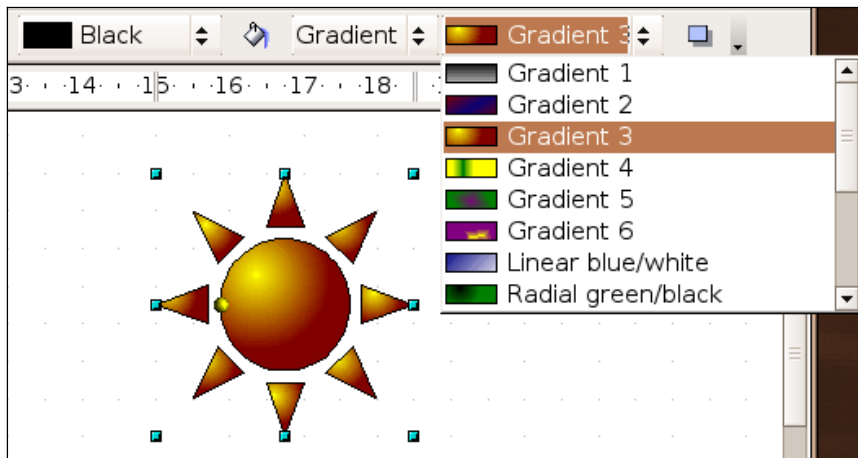 Black Gradient Gradient 3
3 14 15 16 17 18
Gradient 1
Gradient 2
Gradient 3
Gradient 4
Gradient 5
Gradient 6
Linear blue/white
Radial green/black